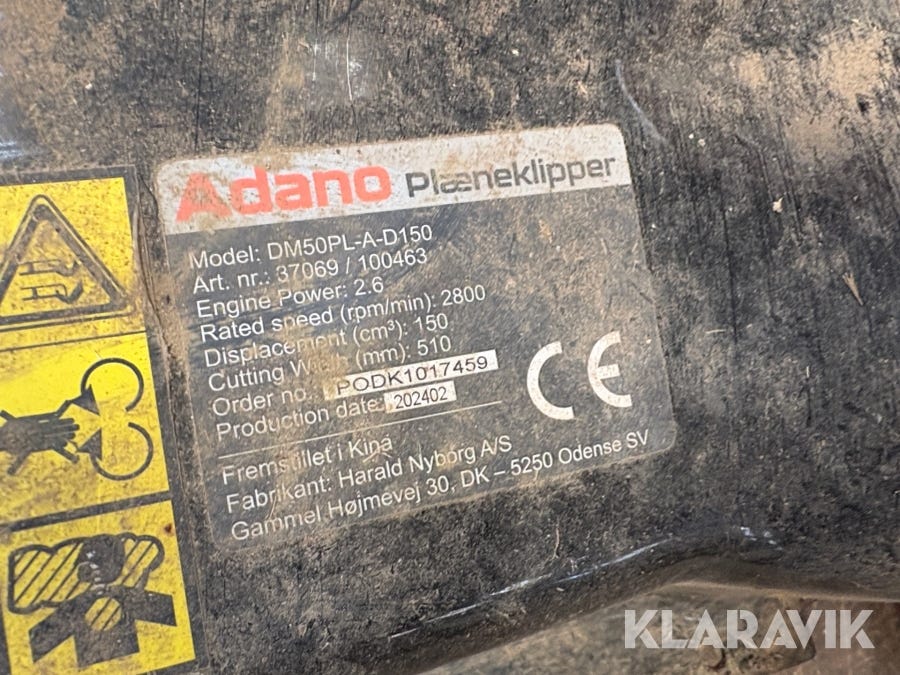 Adano Plæneklipper
Model: DM50PL-A-D150
Art. nr.: 37069 / 100463
Engine Power: 2.6
Rated speed (rpm/min): 2800
Displacement (cm³): 150
Cutting Width (mm): 510
Order no. PODK1017459
Production date: 202402
CE
Fremstillet i Kina
Fabrikant: Harald Nyborg A/S
Gammel Højmevej 30, DK – 5250 Odense SV
KLARAVIK